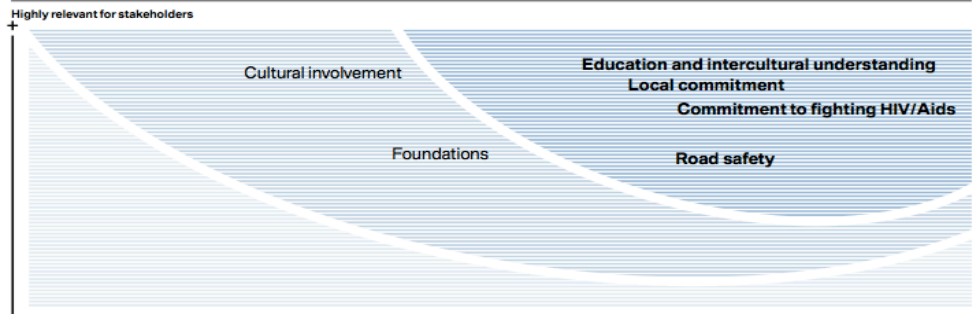 Highly relevant for stakeholders
+
Education and intercultural understanding
Cultural involvement
Local commitment
Commitment to fighting HIV/Aids
Foundations
Road safety